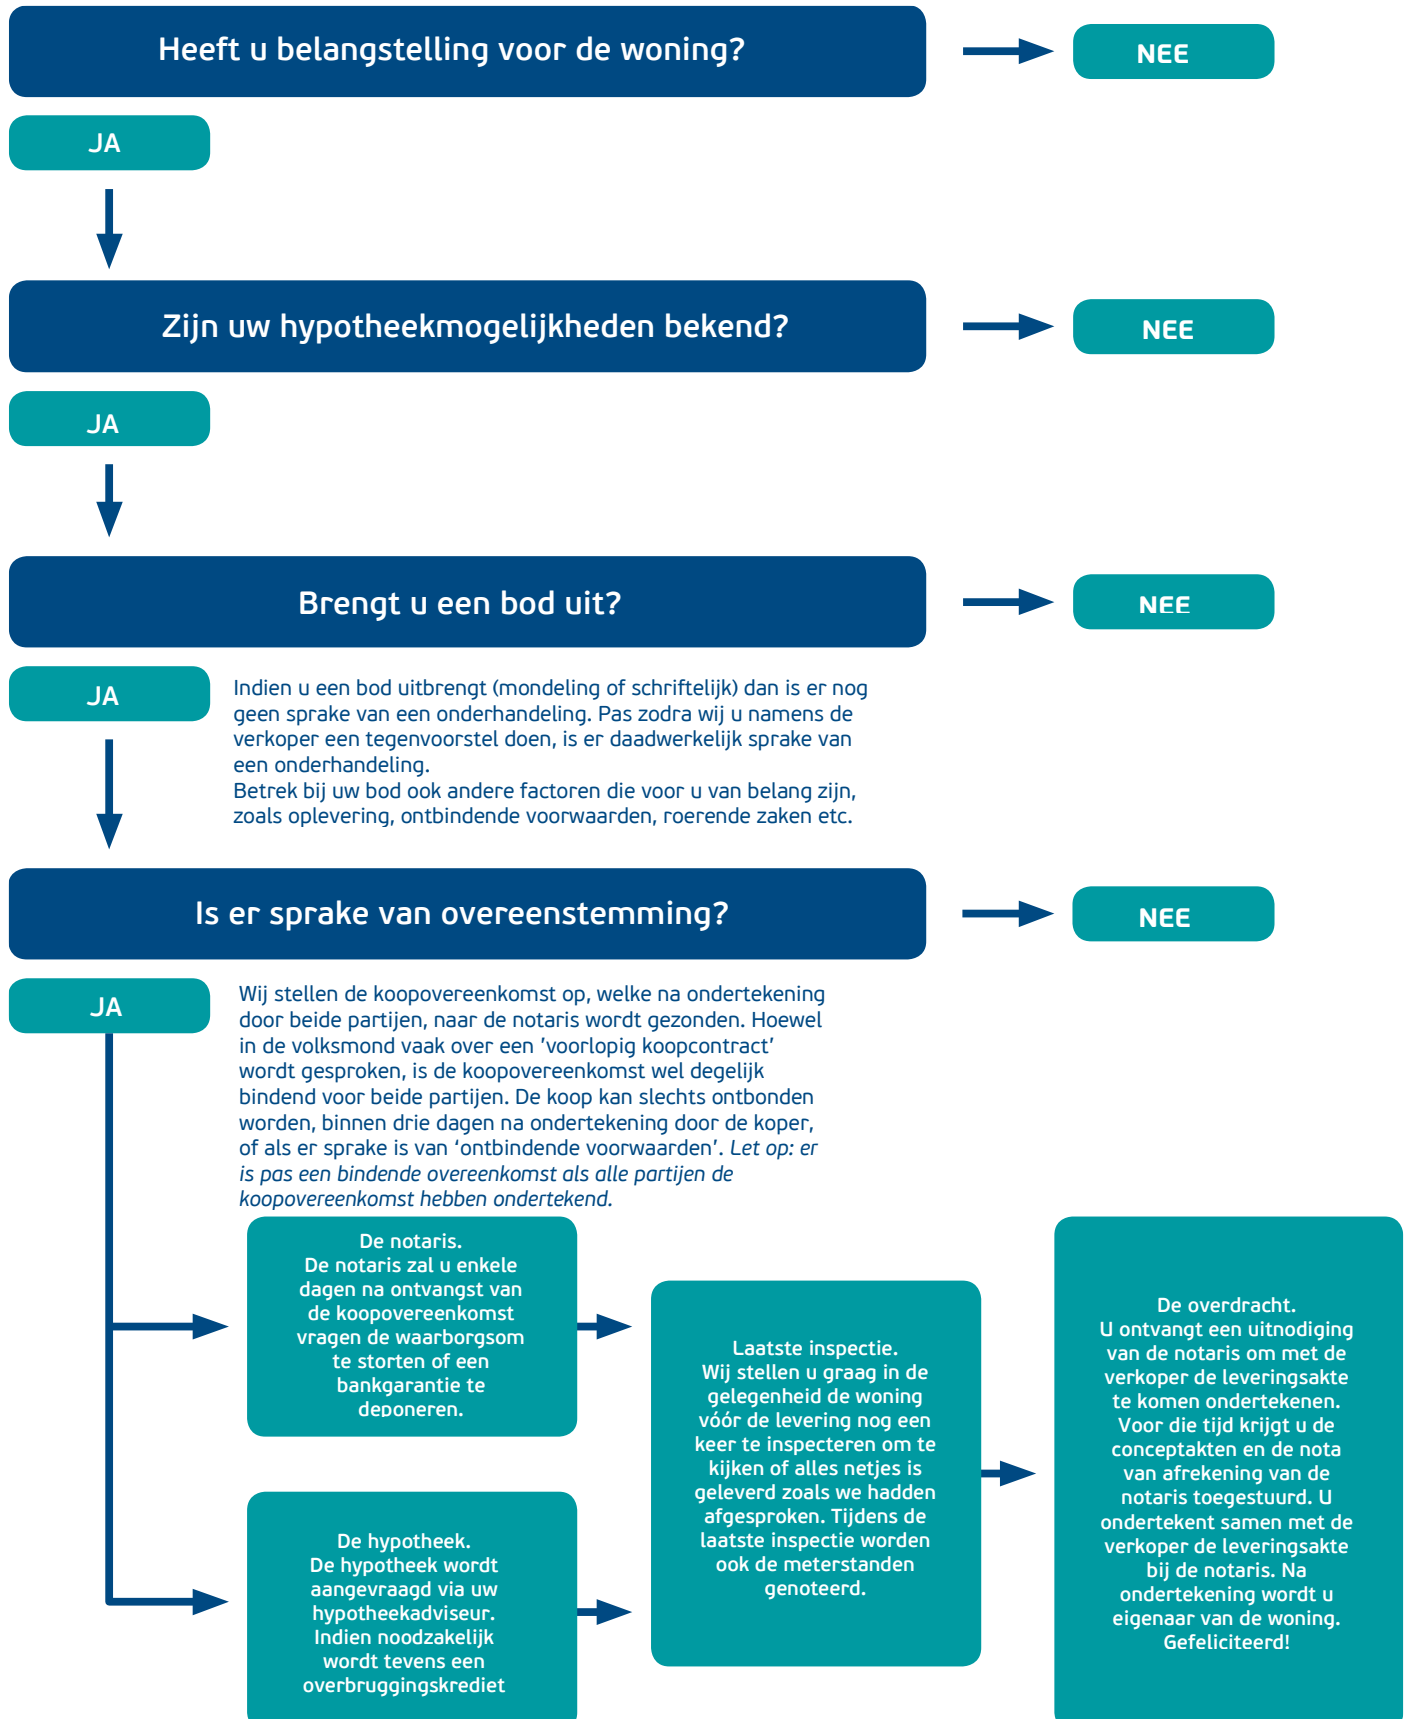 Heeft u belangstelling voor de woning?
NEE
JA
Zijn uw hypotheekmogelijkheden bekend?
NEE
JA
Brengt u een bod uit?
NEE
JA
Indien u een bod uitbrengt (mondeling of schriftelijk) dan is er nog
geen sprake van een onderhandeling. Pas zodra wij u namens de
verkoper een tegenvoorstel doen, is er daadwerkelijk sprake van
een onderhandeling.
Betrek bij uw bod ook andere factoren die voor u van belang zijn,
zoals oplevering, ontbindende voorwaarden, roerende zaken etc.
Is er sprake van overeenstemming?
NEE
JA
Wij stellen de koopovereenkomst op, welke na ondertekening
door beide partijen, naar de notaris wordt gezonden. Hoewel
in de volksmond vaak over een 'voorlopig koopcontract'
wordt gesproken, is de koopovereenkomst wel degelijk
bindend voor beide partijen. De koop kan slechts ontbonden
worden, binnen drie dagen na ondertekening door de koper,
of als er sprake is van ‘ontbindende voorwaarden’. Let op: er
is pas een bindende overeenkomst als alle partijen de
koopovereenkomst hebben ondertekend.
De notaris.
De notaris zal u enkele
dagen na ontvangst van
de koopovereenkomst
vragen de waarborgsom
te storten of een
bankgarantie te
deponeren.
De hypotheek.
De hypotheek wordt
aangevraagd via uw
hypotheekadviseur.
Indien noodzakelijk
wordt tevens een
overbruggingskrediet
Laatste inspectie.
Wij stellen u graag in de
gelegenheid de woning
vóór de levering nog een
keer te inspecteren om te
kijken of alles netjes is
geleverd zoals we hadden
afgesproken. Tijdens de
laatste inspectie worden
ook de meterstanden
genoteerd.
De overdracht.
U ontvangt een uitnodiging
van de notaris om met de
verkoper de leveringsakte
te komen ondertekenen.
Voor die tijd krijgt u de
conceptakten en de nota
van afrekening van de
notaris toegestuurd. U
ondertekent samen met de
verkoper de leveringsakte
bij de notaris. Na
ondertekening wordt u
eigenaar van de woning.
Gefeliciteerd!